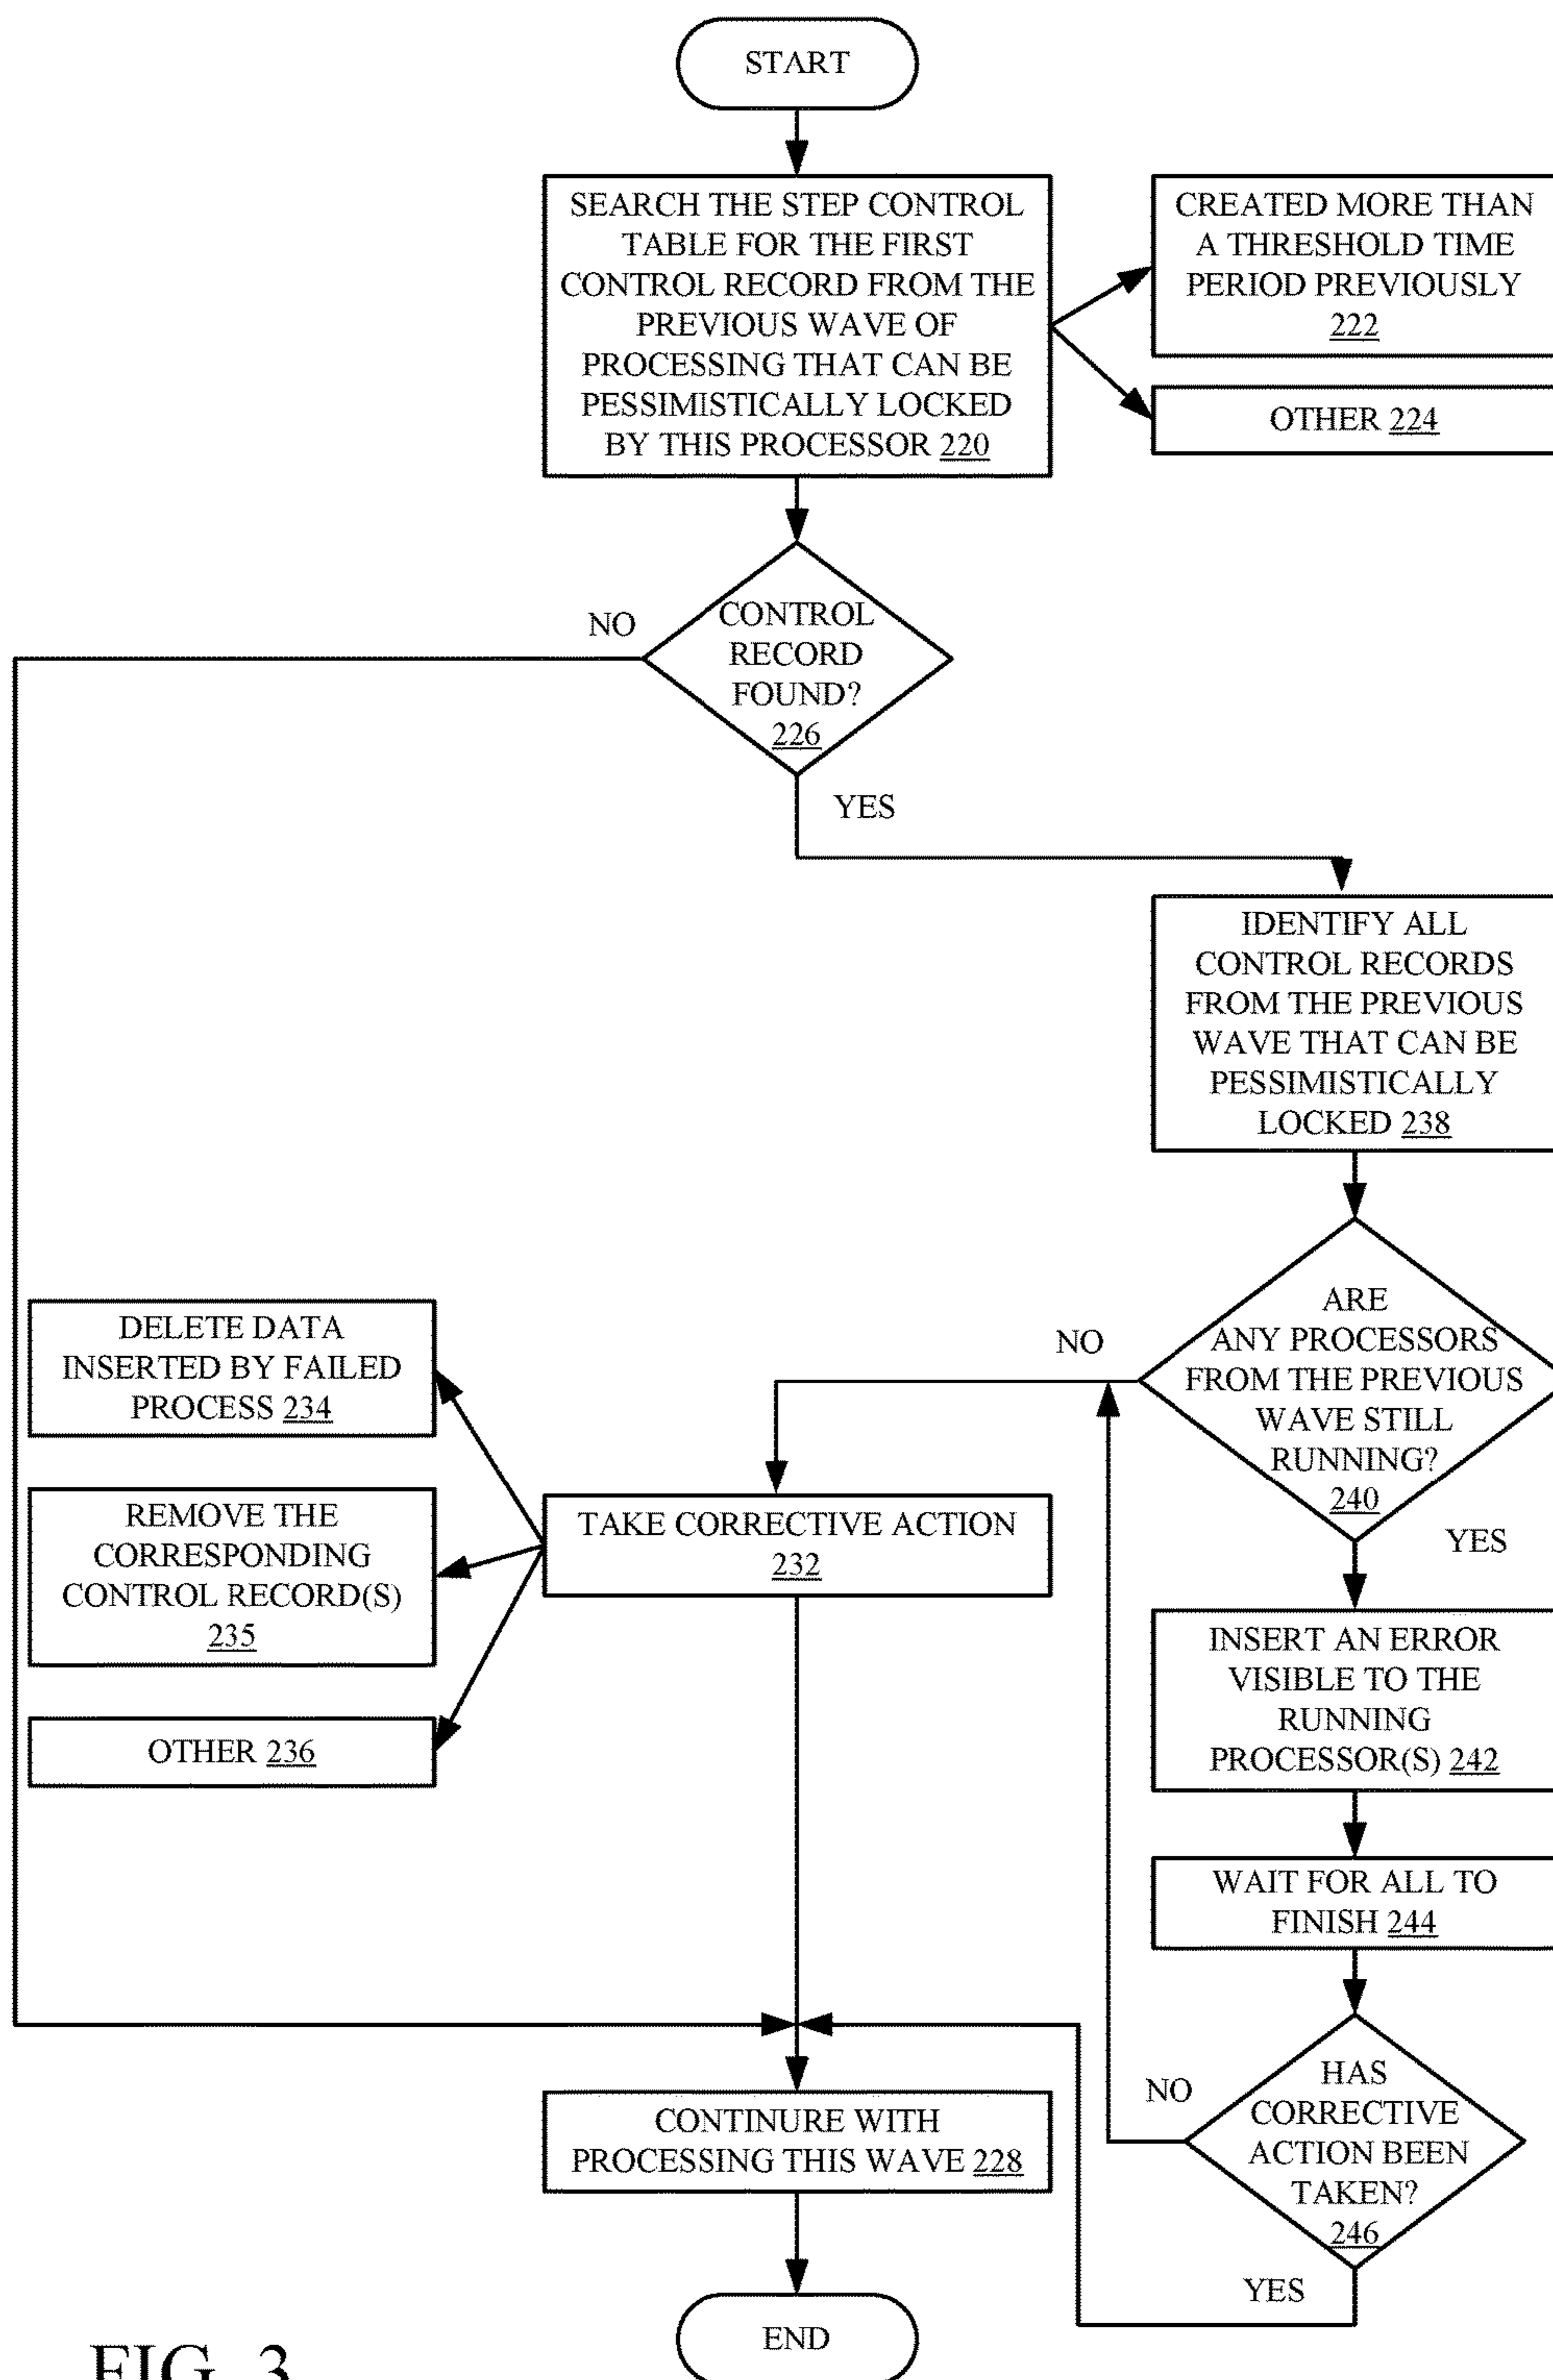 START
SEARCH THE STEP CONTROL
TABLE FOR THE FIRST
CONTROL RECORD FROM THE
PREVIOUS WAVE OF
PROCESSING THAT CAN BE
PESSIMISTICALLY LOCKED
BY THIS PROCESSOR 220
CREATED MORE THAN
A THRESHOLD TIME
PERIOD PREVIOUSLY
222
OTHER 224
NO
CONTROL
RECORD
FOUND?
226
YES
IDENTIFY ALL
CONTROL RECORDS
FROM THE PREVIOUS
WAVE THAT CAN BE
PESSIMISTICALLY
LOCKED 238
NO
ARE
ANY PROCESSORS
FROM THE PREVIOUS
WAVE STILL
RUNNING?
240
YES
DELETE DATA
INSERTED BY FAILED
PROCESS 234
REMOVE THE
CORRESPONDING
CONTROL RECORD(S)
235
OTHER 236
TAKE CORRECTIVE ACTION
232
INSERT AN ERROR
VISIBLE TO THE
RUNNING
PROCESSOR(S) 242
WAIT FOR ALL TO
FINISH 244
NO
HAS
CORRECTIVE
ACTION BEEN
TAKEN?
246
YES
CONTINURE WITH
PROCESSING THIS WAVE 228
END
FIG. 3